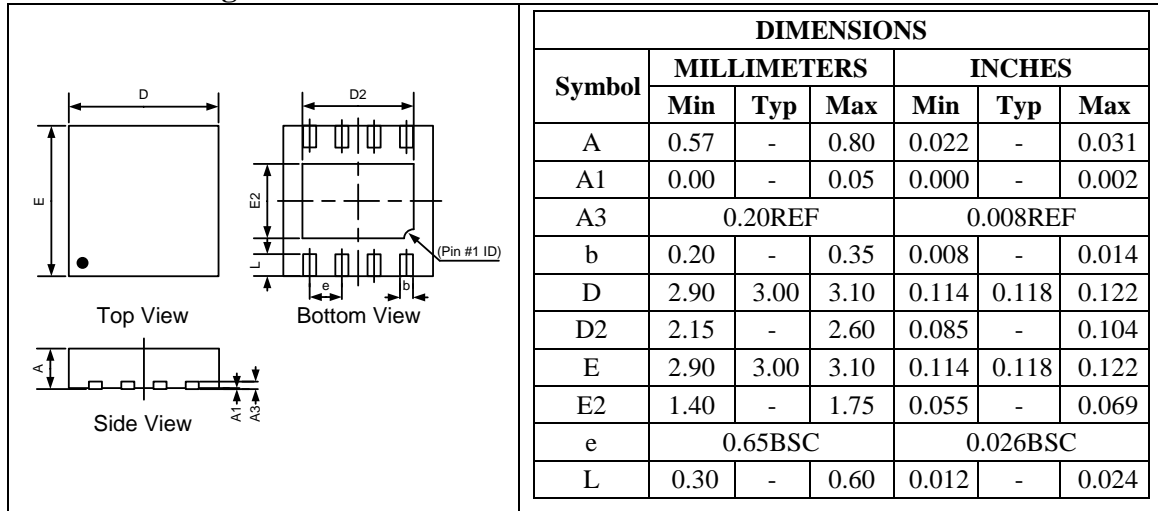 D
E
Top View
D2
E2
L
e
b
(Pin #1 ID)
Bottom View
A
A1
A3
Side View
DIMENSIONS
Symbol MILLIMETERS INCHES
Min Typ Max Min Typ Max
A 0.57 - 0.80 0.022 - 0.031
A1 0.00 - 0.05 0.000 - 0.002
A3 0.20REF 0.008REF
b 0.20 - 0.35 0.008 - 0.014
D 2.90 3.00 3.10 0.114 0.118 0.122
D2 2.15 - 2.60 0.085 - 0.104
E 2.90 3.00 3.10 0.114 0.118 0.122
E2 1.40 - 1.75 0.055 - 0.069
e 0.65BSC 0.026BSC
L 0.30 - 0.60 0.012 - 0.024